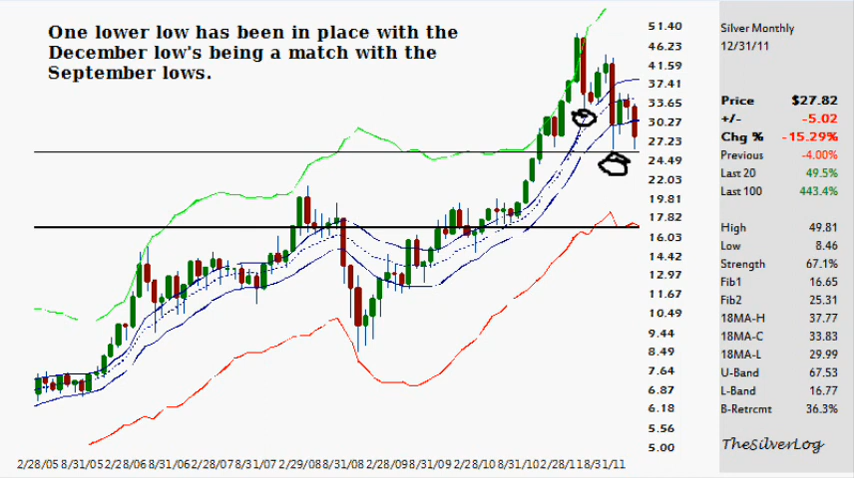 One lower low has been in place with the
December low's being a match with the
September lows.
51.40
46.23
41.59
37.41
33.65
30.27
27.23
24.49
22.03
19.81
17.82
16.03
14.42
12.97
11.67
10.49
9.44
8.49
7.64
6.87
6.18
5.56
5.00
2/28/05 8/31/05 2/28/06 8/31/06 2/28/07 8/31/07 2/29/08 8/31/08 2/28/09 8/31/09 2/28/10 8/31/10 2/28/11 8/31/11
Silver Monthly
12/31/11
Price $27.82
+/- -5.02
Chg % -15.29%
Previous -4.00%
Last 20 49.5%
Last 100 443.4%
High 49.81
Low 8.46
Strength 67.1%
Fib1 16.65
Fib2 25.31
18MA-H 37.77
18MA-C 33.83
18MA-L 29.99
U-Band 67.53
L-Band 16.77
B-Retrcmt 36.3%
TheSilverLog